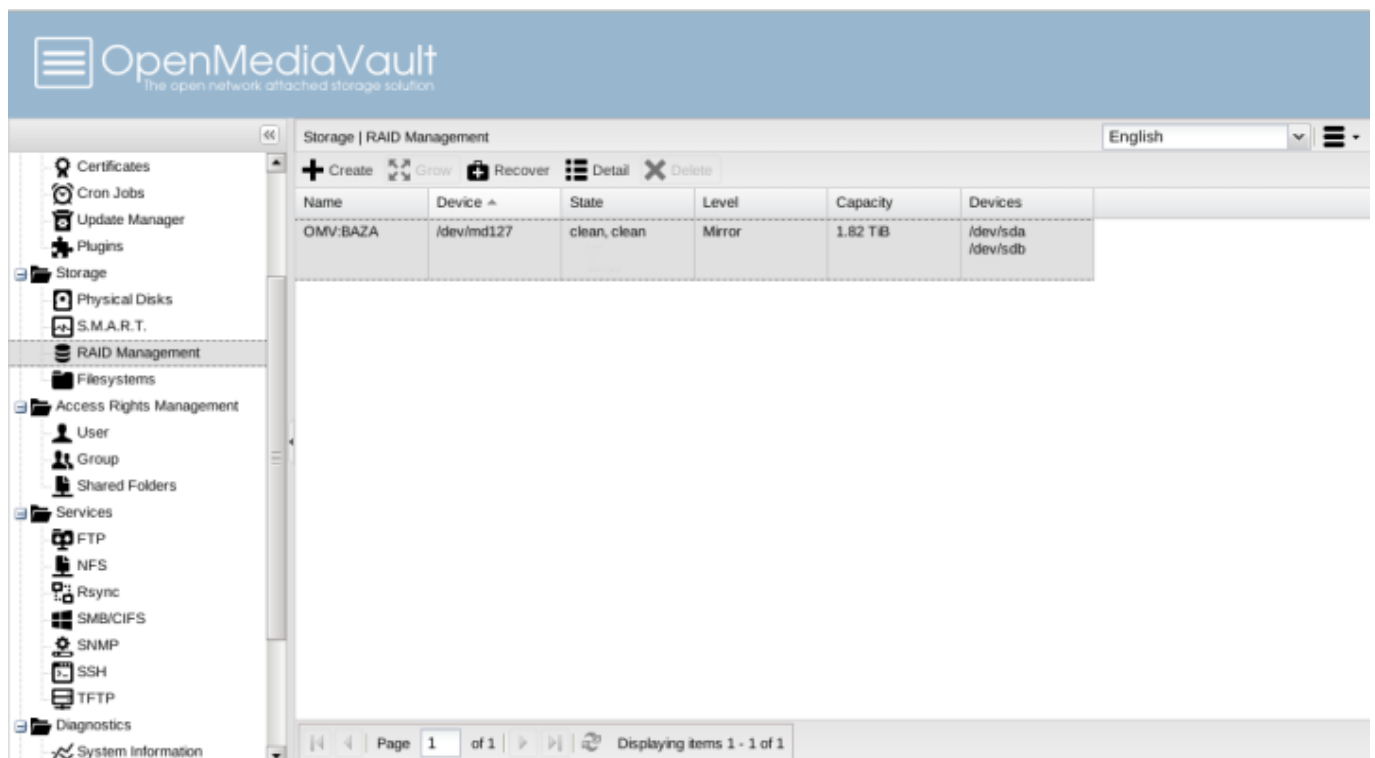 OpenMediaVault
The open network attached storage solution
Certificates
Cron Jobs
Update Manager
Plugins
Storage
Physical Disks
S.M.A.R.T.
RAID Management
Filesystems
Access Rights Management
User
Group
Shared Folders
Services
FTP
NFS
Rsync
SMB/CIFS
SNMP
SSH
TFTP
Diagnostics
System Information
Storage | RAID Management English
Create Grow Recover Detail Delete
Name Device State Level Capacity Devices
OMV:BAZA /dev/md127 clean, clean Mirror 1.82 TiB /dev/sda
/dev/sdb
Page 1 of 1 Displaying items 1 - 1 of 1